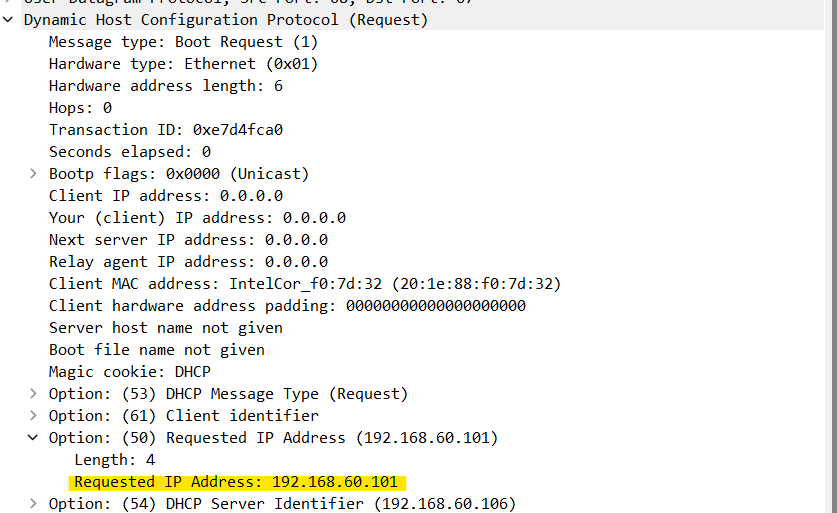 User Datagram Protocol, Src Port: 68, Dst Port: 67
Dynamic Host Configuration Protocol (Request)
Message type: Boot Request (1)
Hardware type: Ethernet (0x01)
Hardware address length: 6
Hops: 0
Transaction ID: 0xe7d4fca0
Seconds elapsed: 0
Bootp flags: 0x0000 (Unicast)
Client IP address: 0.0.0.0
Your (client) IP address: 0.0.0.0
Next server IP address: 0.0.0.0
Relay agent IP address: 0.0.0.0
Client MAC address: IntelCor_f0:7d:32 (20:1e:88:f0:7d:32)
Client hardware address padding: 00000000000000000000
Server host name not given
Boot file name not given
Magic cookie: DHCP
Option: (53) DHCP Message Type (Request)
Option: (61) Client identifier
Option: (50) Requested IP Address (192.168.60.101)
Length: 4
Requested IP Address: 192.168.60.101
Option: (54) DHCP Server Identifier (192.168.60.106)